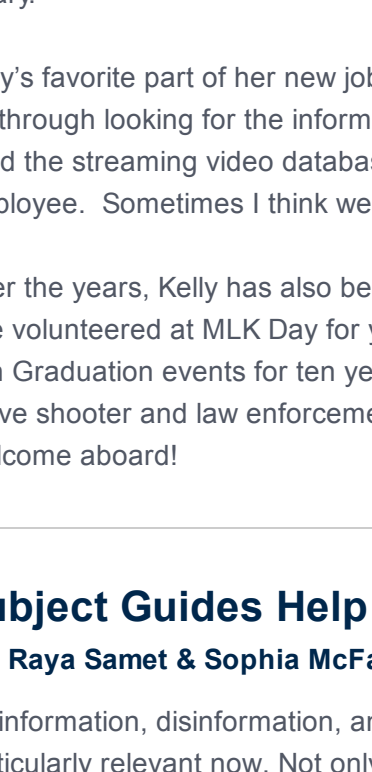 y's favorite part of her new job
through looking for the inform
d the streaming video databas
ployee.  Sometimes I think we
er the years, Kelly has also be
e volunteered at MLK Day for y
n Graduation events for ten ye
ve shooter and law enforceme
lcome aboard!
ubject Guides Help
Raya Samet & Sophia McFa
information, disinformation, an
ticularly relevant now. Not only